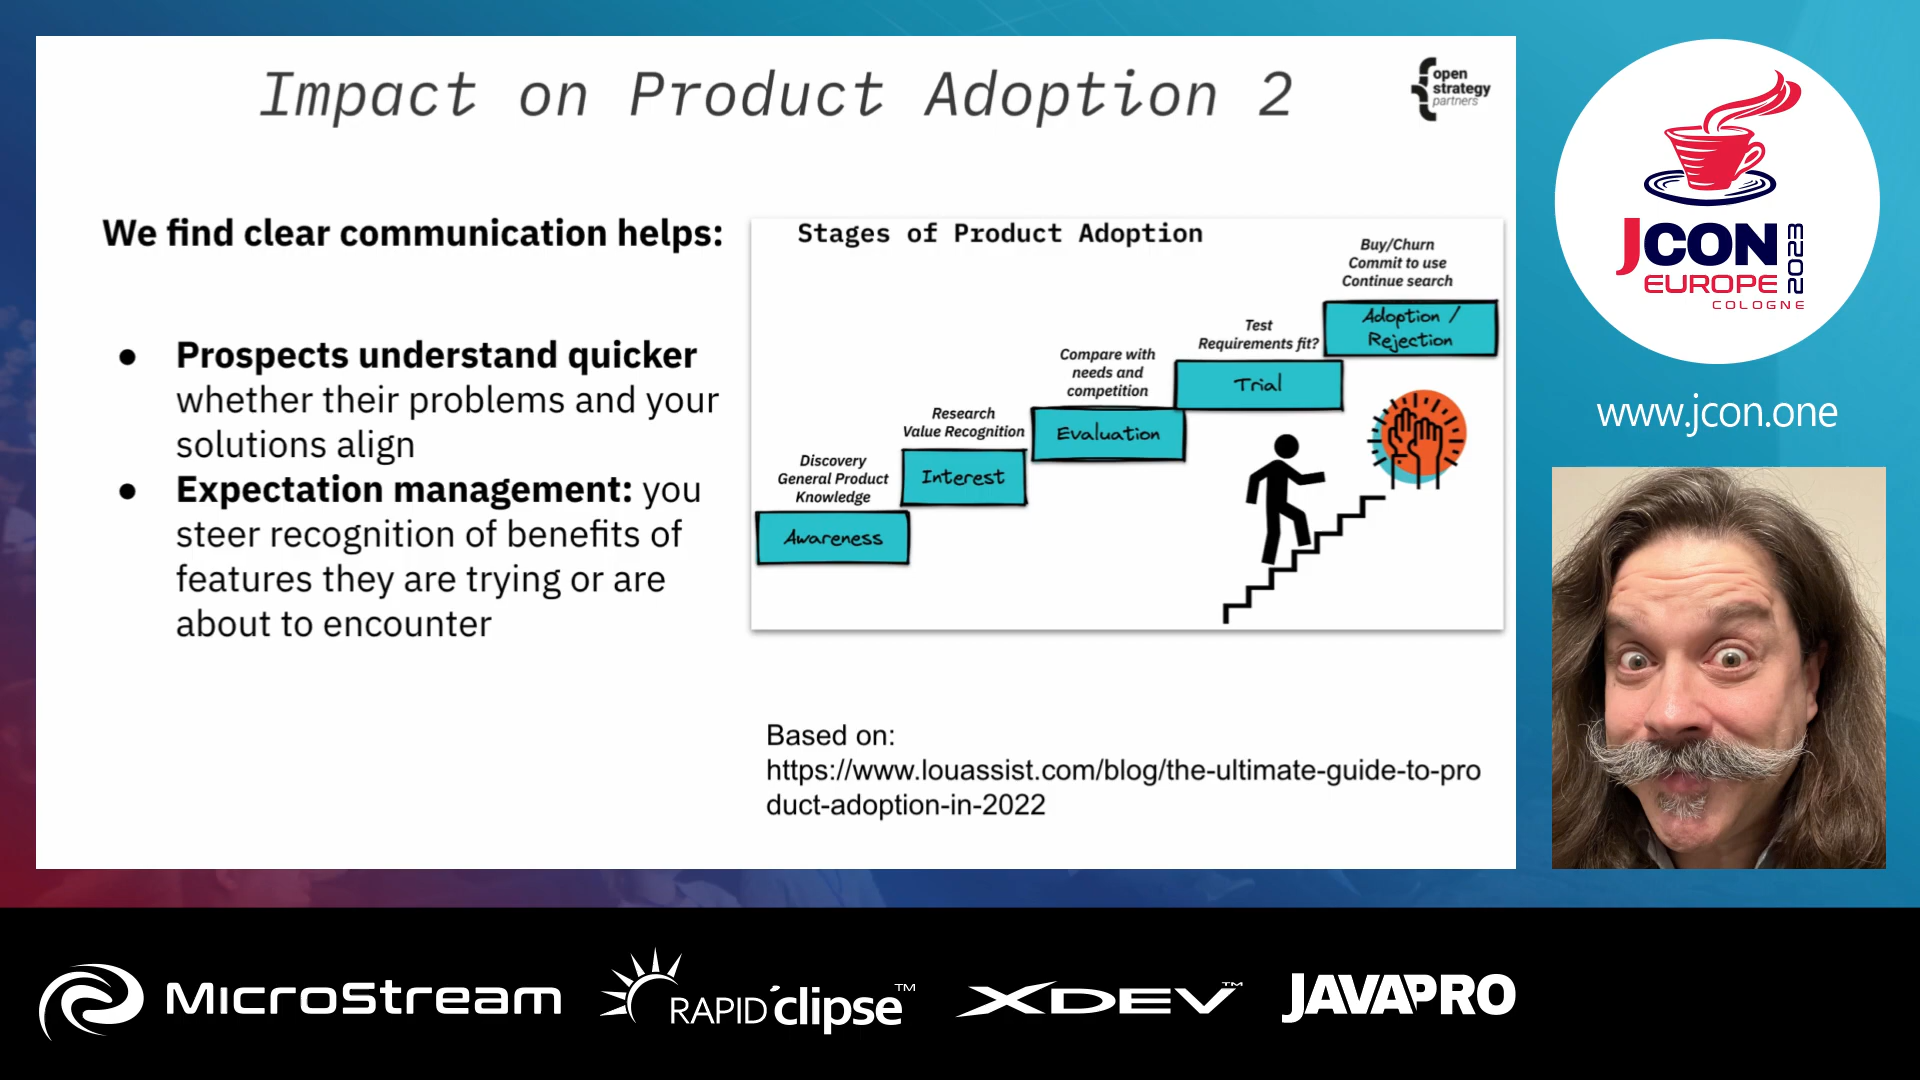 Impact on Product Adoption 2
open
strategy
partners
We find clear communication helps:
● Prospects understand quicker
whether their problems and your
solutions align
● Expectation management: you
steer recognition of benefits of
features they are trying or are
about to encounter
Stages of Product Adoption
Buy/Churn
Commit to use
Continue search
Adoption /
Rejection
Test
Requirements fit?
Trial
Compare with
needs and
competition
Evaluation
Research
Value Recognition
Interest
Discovery
General Product
Knowledge
Awareness
Based on:
https://www.louassist.com/blog/the-ultimate-guide-to-pro
duct-adoption-in-2022
JCON
EUROPE
COLOGNE
2023
www.jcon.one
MicroStream
RAPID'clipse™
XDEV™
JAVAPRO